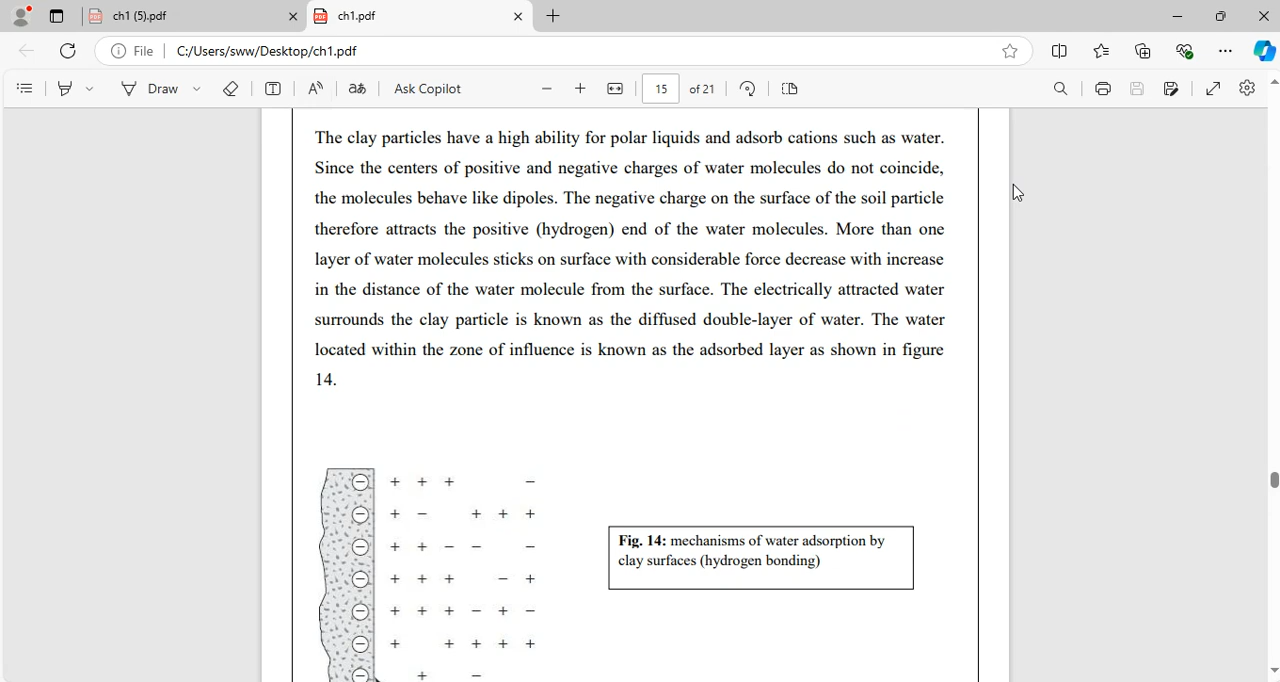 ch1 (5).pdf
ch1.pdf
File
C:/Users/sww/Desktop/ch1.pdf
Draw
Ask Copilot
15
of 21
The clay particles have a high ability for polar liquids and adsorb cations such as water.
Since the centers of positive and negative charges of water molecules do not coincide,
the molecules behave like dipoles. The negative charge on the surface of the soil particle
therefore attracts the positive (hydrogen) end of the water molecules. More than one
layer of water molecules sticks on surface with considerable force decrease with increase
in the distance of the water molecule from the surface. The electrically attracted water
surrounds the clay particle is known as the diffused double-layer of water. The water
located within the zone of influence is known as the adsorbed layer as shown in figure
14.
+ + + −
+ − + + +
+ + − − −
+ + + − +
+ + + − + −
+ + + + +
+ −
Fig. 14: mechanisms of water adsorption by
clay surfaces (hydrogen bonding)